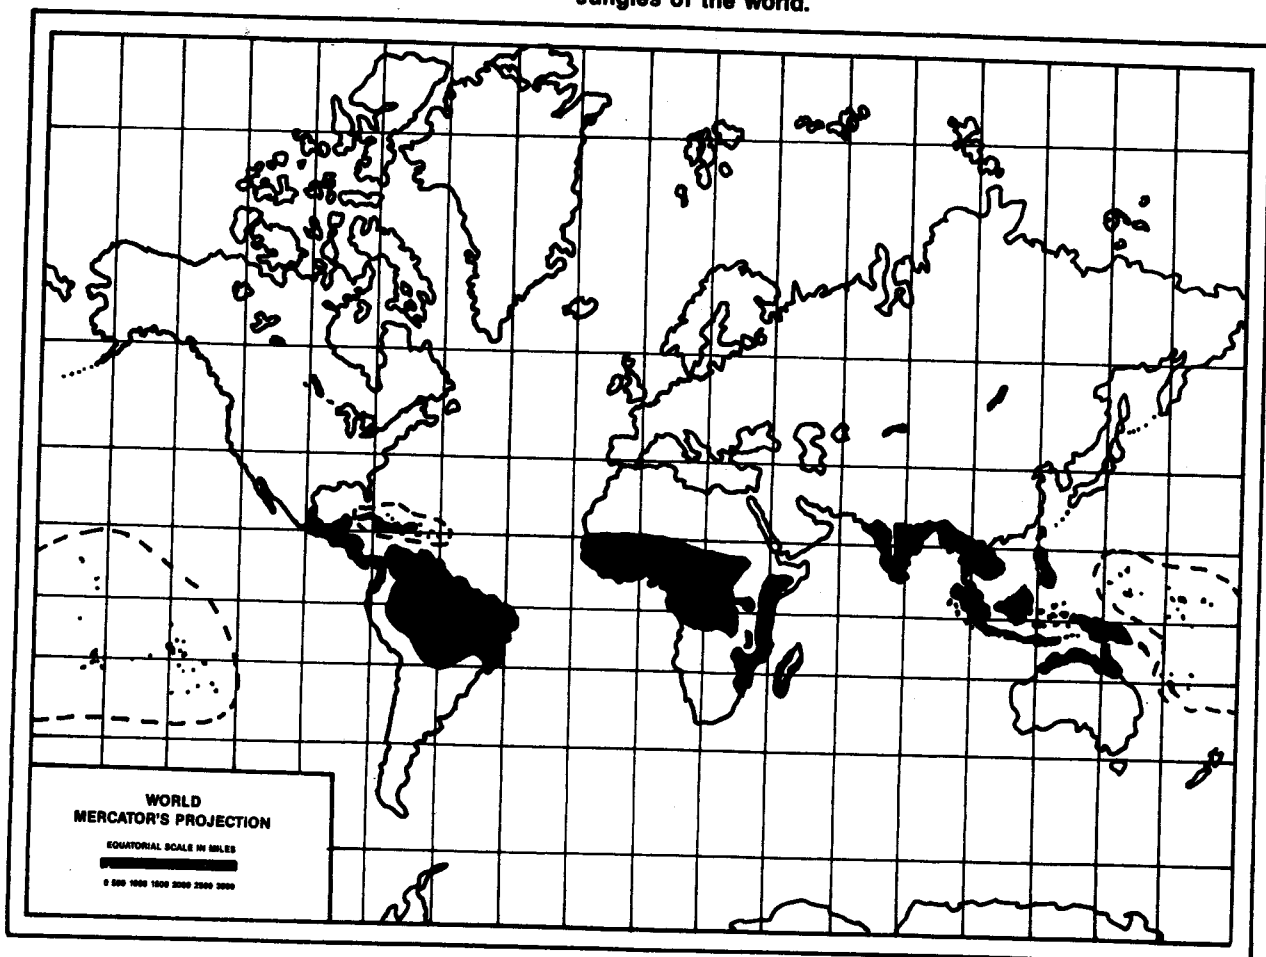 Jungles of the world.
WORLD
MERCATOR'S PROJECTION
EQUATORIAL SCALE IN MILES
0 500 1000 1500 2000 2500 3000